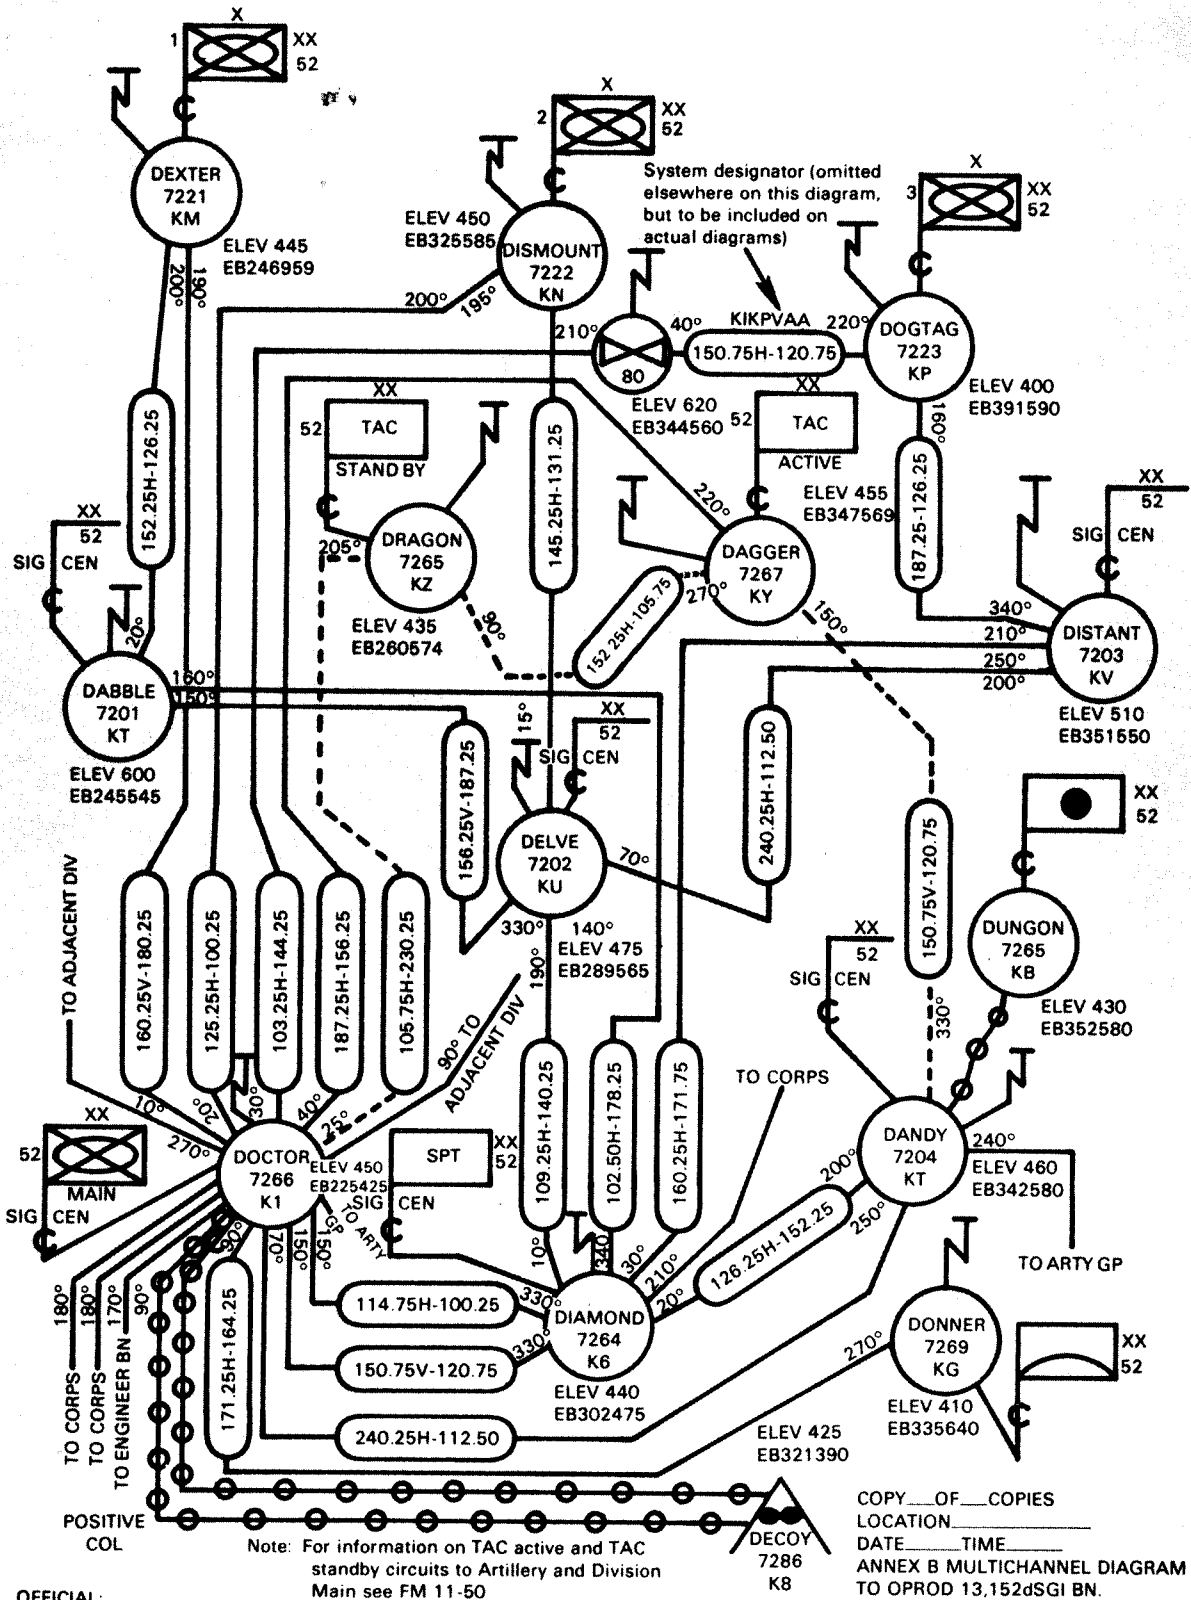 X
1
XX
52
DEXTER
7221
KM
ELEV 445
EB246959
200°
190°
X
2
XX
52
ELEV 450
EB325585
DISMOUNT
7222
KN
200°
195°
System designator (omitted
elsewhere on this diagram,
but to be included on
actual diagrams)
X
3
XX
52
KIKPVAA
210°
40°
150.75H-120.75
220°
80
DOGTAG
7223
KP
ELEV 620
EB344560
ELEV 400
EB391590
160°
XX
52
TAC
STAND BY
XX
52
TAC
ACTIVE
152.25H-126.25
145.25H-131.25
187.25-126.25
ELEV 455
EB347569
220°
XX
52
SIG CEN
XX
52
SIG CEN
205°
DRAGON
7265
KZ
ELEV 435
EB260574
90°
152.25H-105.75
270°
DAGGER
7267
KY
150°
340°
210°
250°
200°
DISTANT
7203
KV
ELEV 510
EB351550
20°
160°
150°
DABBLE
7201
KT
ELEV 600
EB245545
156.25V-187.25
15°
XX
52
SIG CEN
240.25H-112.50
DELVE
7202
KU
70°
330°
140°
190°
ELEV 475
EB289565
150.75V-120.75
XX
52
DUNGON
7265
KB
ELEV 430
EB352580
XX
52
SIG CEN
330°
TO ADJACENT DIV
160.25V-180.25
125.25H-100.25
103.25H-144.25
187.25H-156.25
105.75H-230.25
90° TO
ADJACENT DIV
109.25H-140.25
102.50H-178.25
160.25H-171.75
TO CORPS
10°
20°
30°
40°
25°
270°
XX
52
MAIN
SIG CEN
DOCTOR
7266
K1
ELEV 450
EB225425
TO ARTY
GP
SPT
XX
52
SIG CEN
DANDY
7204
KT
240°
ELEV 460
EB342580
200°
250°
TO ARTY GP
126.25H-152.25
10°
340
30°
210°
20°
180°
180°
170°
90°
90°
170°
150°
150°
TO CORPS
TO CORPS
TO ENGINEER BN
171.25H-164.25
114.75H-100.25
330°
150.75V-120.75
330°
240.25H-112.50
DIAMOND
7264
K6
ELEV 440
EB302475
270°
DONNER
7269
KG
ELEV 410
EB335640
XX
52
ELEV 425
EB321390
DECOY
7286
K8
POSITIVE
COL
Note: For information on TAC active and TAC
standby circuits to Artillery and Division
Main see FM 11-50
COPY___OF___COPIES
LOCATION______________
DATE______TIME______
ANNEX B MULTICHANNEL DIAGRAM
TO OPROD 13,152dSGI BN.
OFFICIAL: